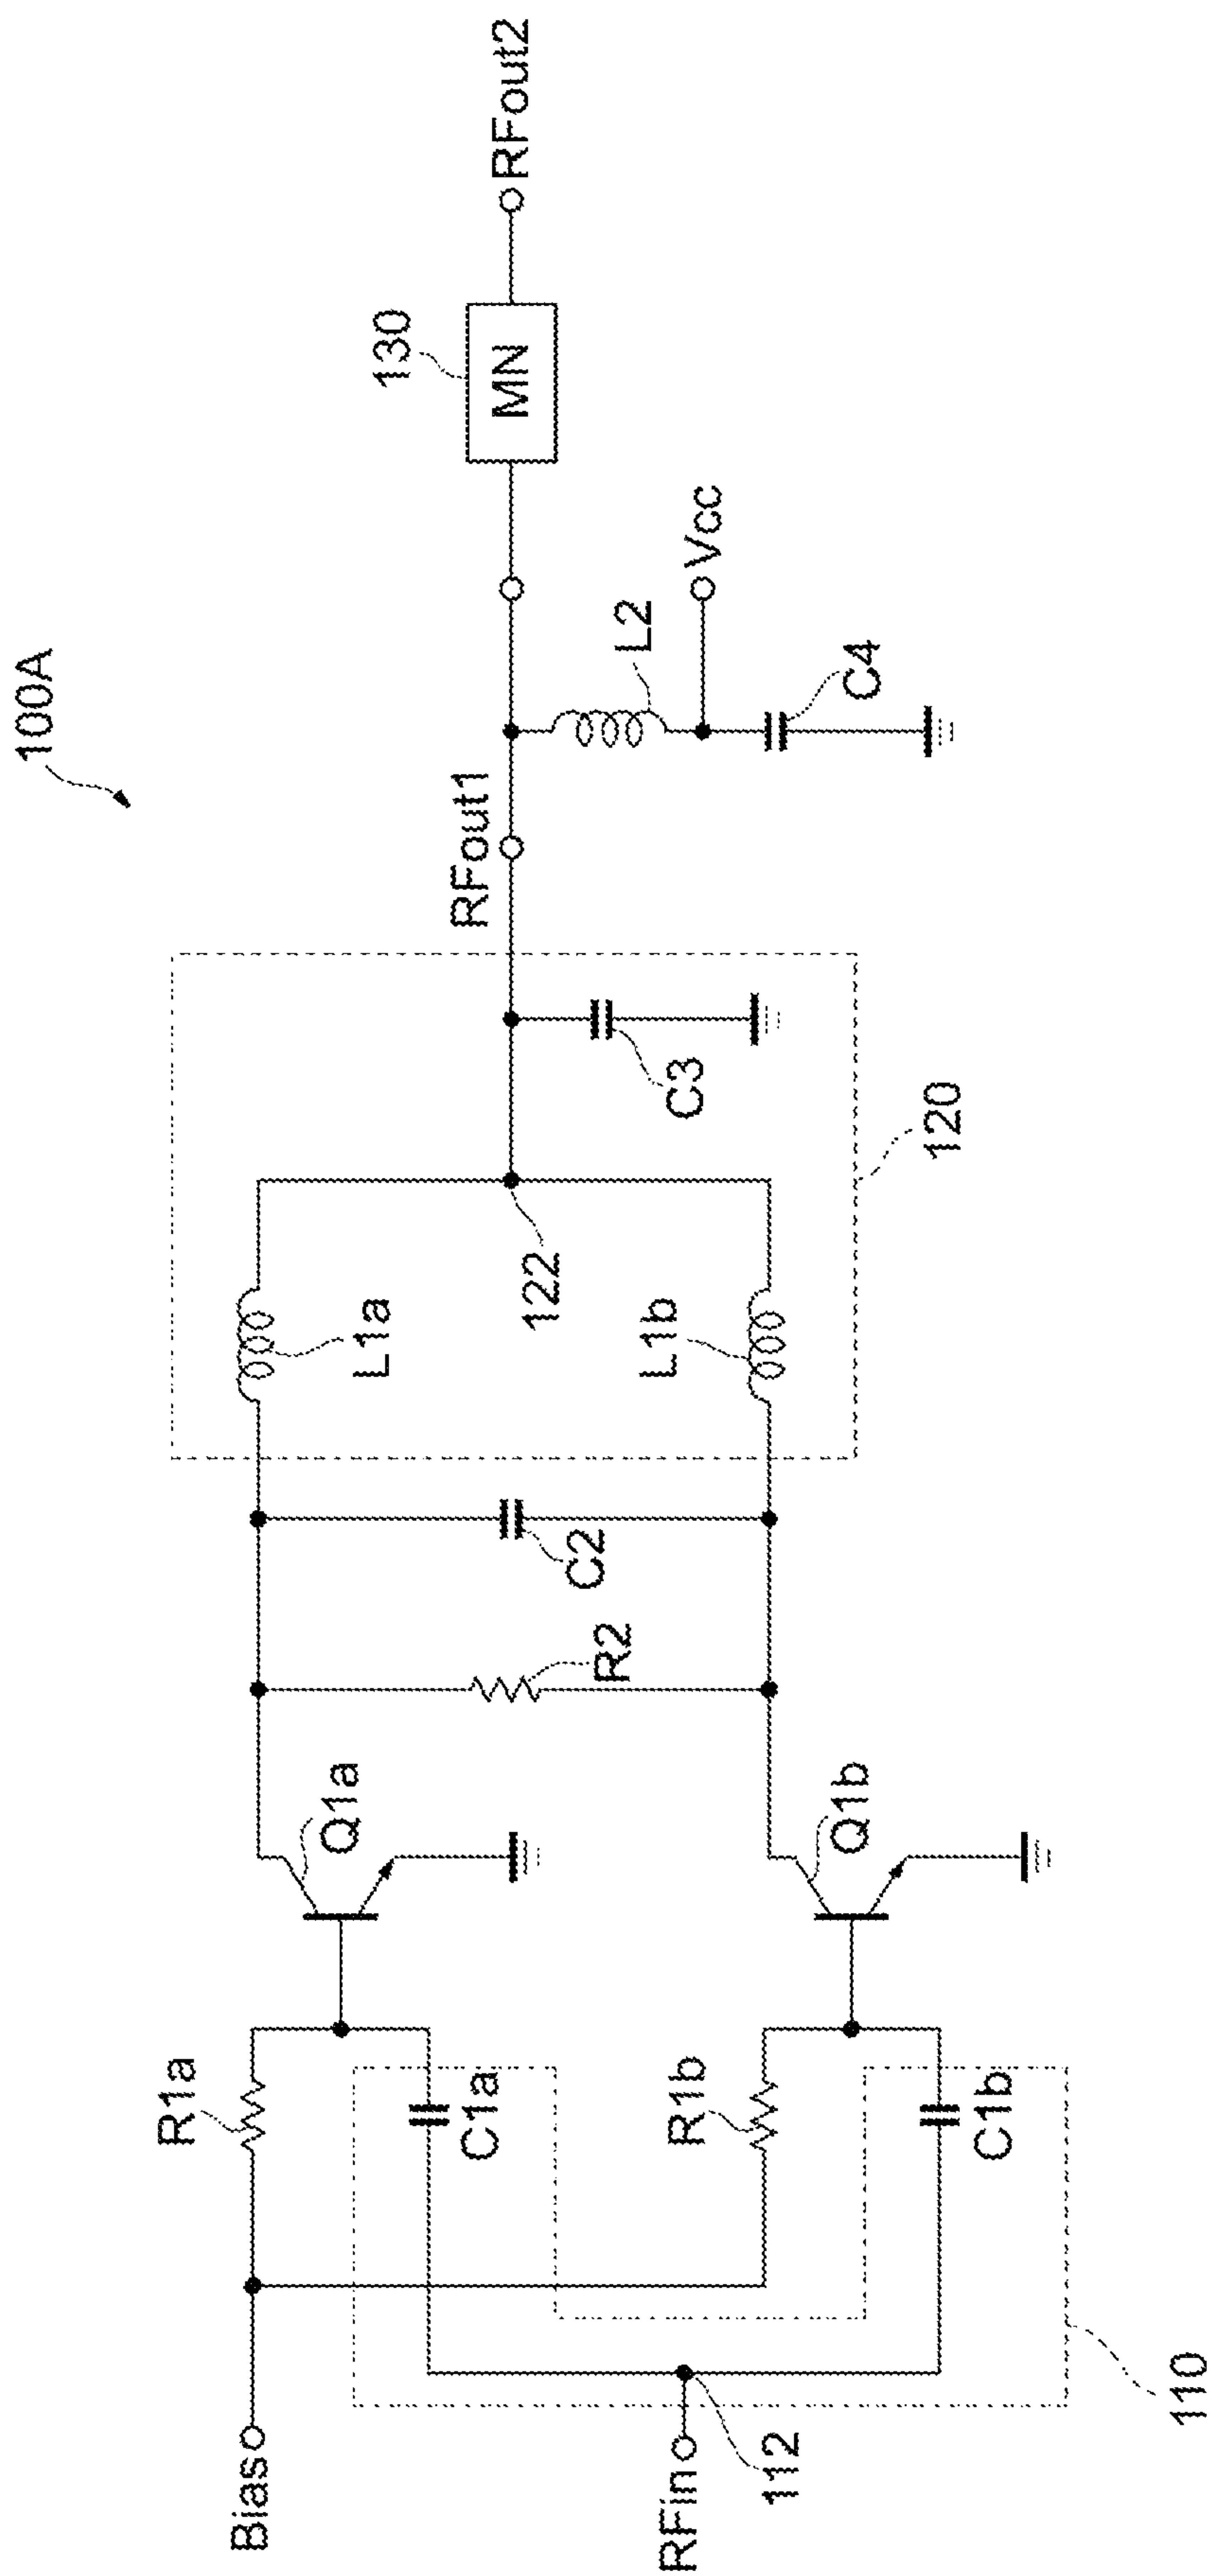 100A
Bias
R1a
Q1a
C1a
RFin
112
R1b
Q1b
C1b
110
R2
C2
L1a
L1b
122
C3
120
RFout1
L2
Vcc
C4
130
MN
RFout2